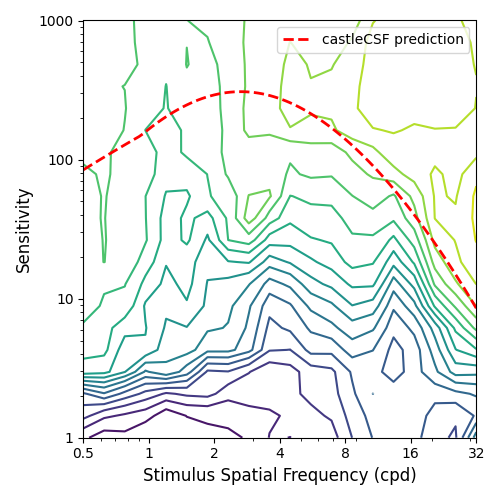 castleCSF prediction
1000
100
10
1
Sensitivity
0.5 1 2 4 8 16 32
Stimulus Spatial Frequency (cpd)